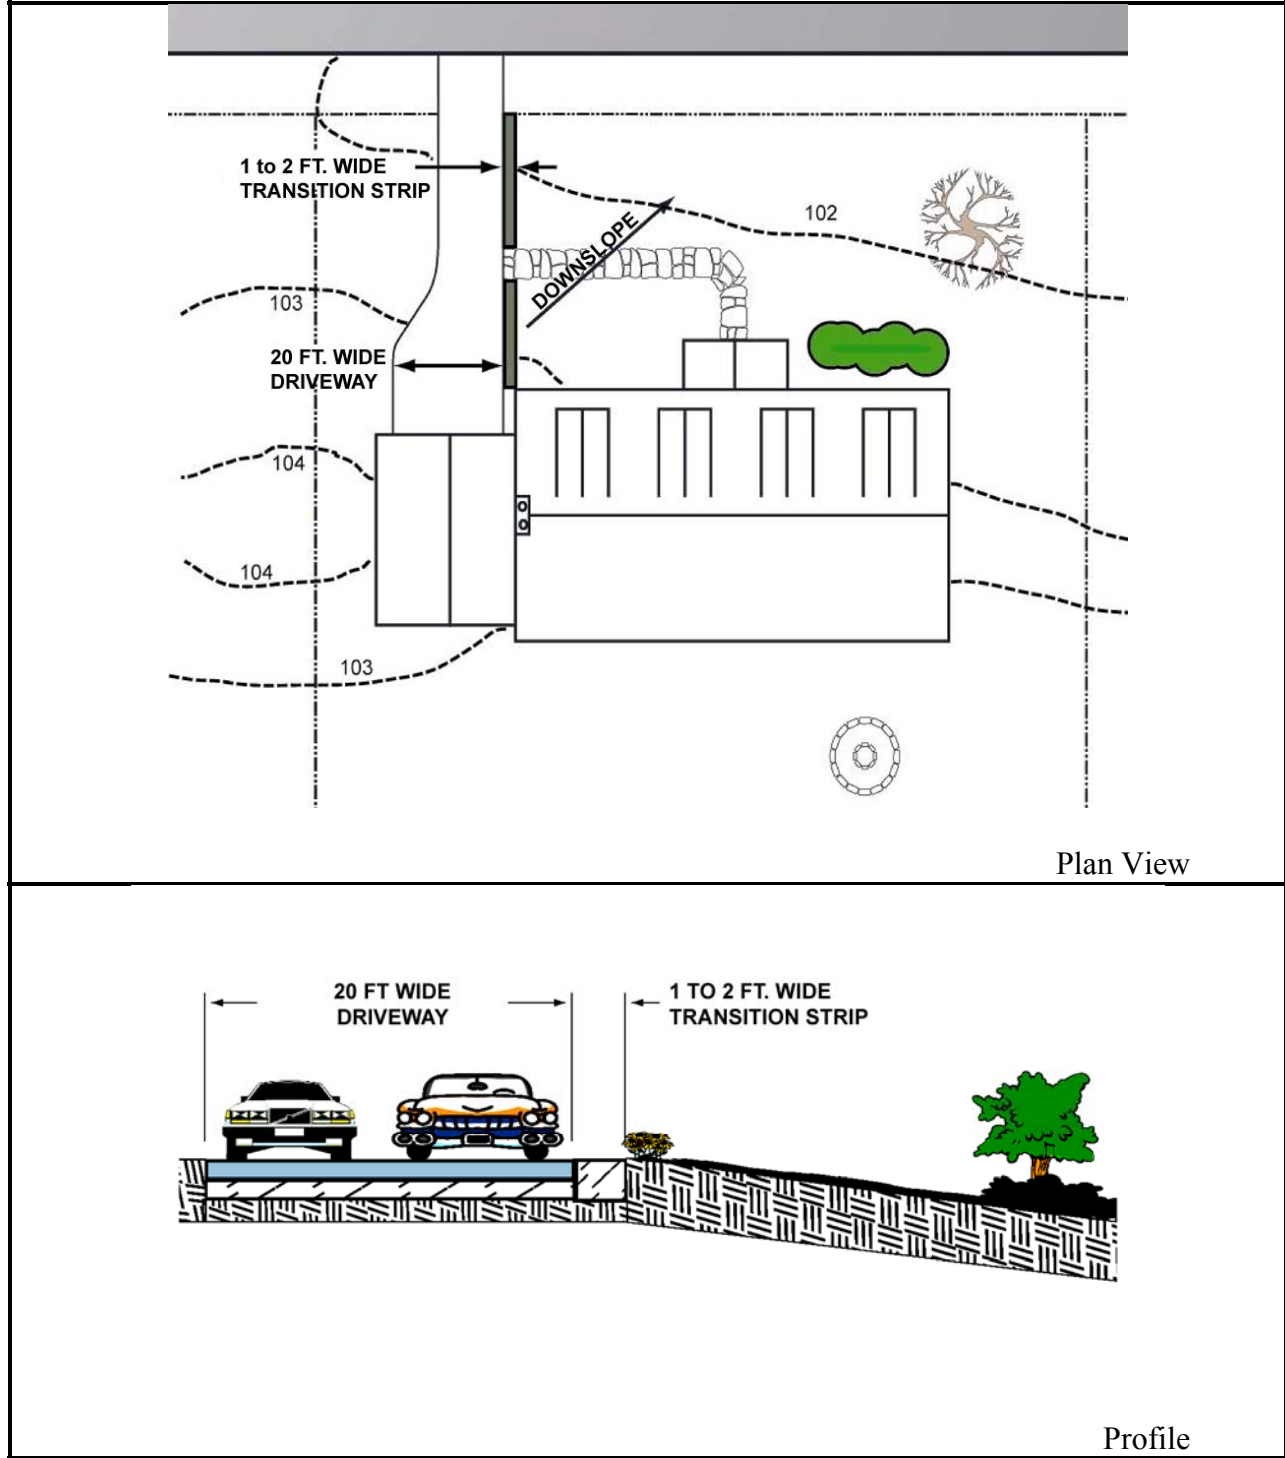 1 to 2 FT. WIDE
TRANSITION STRIP
102
DOWNSLOPE
103
20 FT. WIDE
DRIVEWAY
104
104
103
Plan View
20 FT WIDE
DRIVEWAY
1 TO 2 FT. WIDE
TRANSITION STRIP
Profile